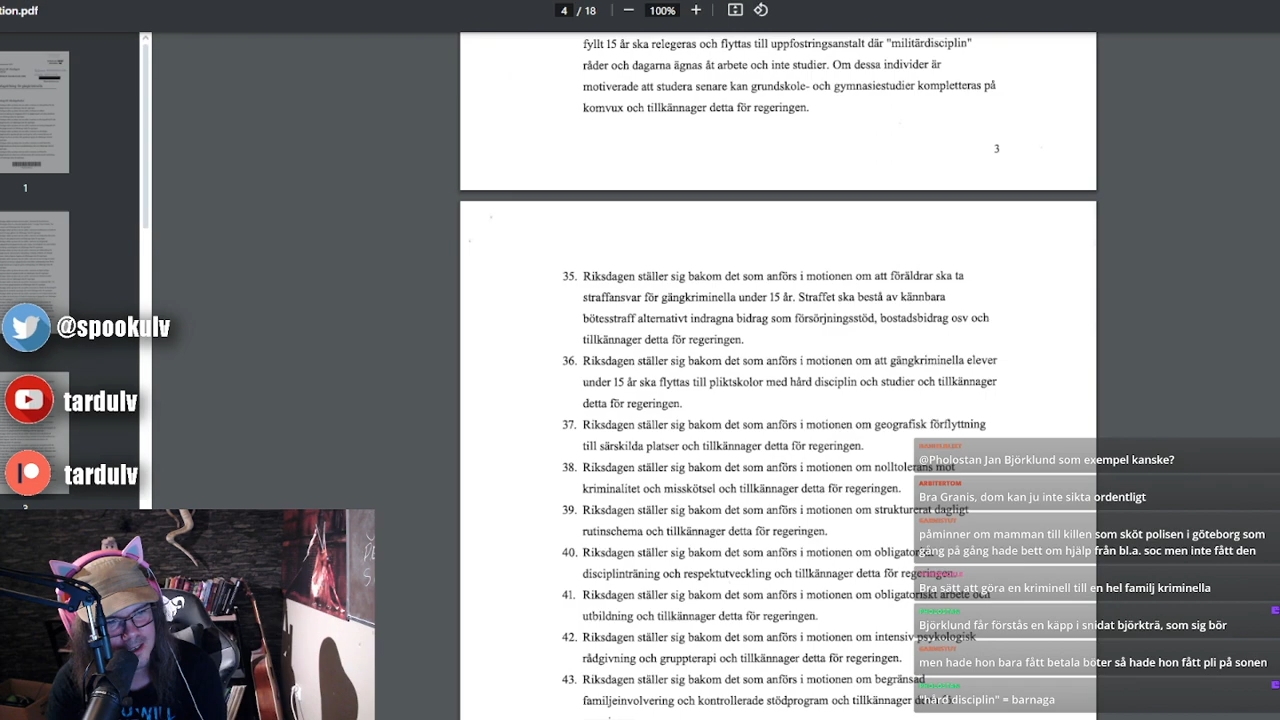 tion.pdf
4 / 18
100%
fyllt 15 år ska relegeras och flyttas till uppfostringsanstalt där "militärdisciplin"
råder och dagarna ägnas åt arbete och inte studier. Om dessa individer är
motiverade att studera senare kan grundskole- och gymnasiestudier kompletteras på
komvux och tillkännager detta för regeringen.
3
1
35. Riksdagen ställer sig bakom det som anförs i motionen om att föräldrar ska ta
straffansvar för gängkriminella under 15 år. Straffet ska bestå av kännbara
bötesstraff alternativt indragna bidrag som försörjningsstöd, bostadsbidrag osv och
tillkännager detta för regeringen.
36. Riksdagen ställer sig bakom det som anförs i motionen om att gängkriminella elever
under 15 år ska flyttas till pliktskolor med hård disciplin och studier och tillkännager
detta för regeringen.
37. Riksdagen ställer sig bakom det som anförs i motionen om geografisk förflyttning
till särskilda platser och tillkännager detta för regeringen.
38. Riksdagen ställer sig bakom det som anförs i motionen om nolltolerans mot
kriminalitet och misskötsel och tillkännager detta för regeringen.
39. Riksdagen ställer sig bakom det som anförs i motionen om strukturerat dagligt
rutinschema och tillkännager detta för regeringen.
40. Riksdagen ställer sig bakom det som anförs i motionen om
disciplinträning och respektutveckling och tillkännager detta för regeringen.
41. Riksdagen ställer sig bakom det som anförs i motionen om obligatoriskt arbete och
utbildning och tillkännager detta för regeringen.
42. Riksdagen ställer sig bakom det som anförs i motionen om intensiv psykologisk
rådgivning och gruppterapi och tillkännager detta för regeringen.
43. Riksdagen ställer sig bakom det som anförs i motionen om begränsad
familjeinvolvering och kontrollerade stödprogram och tillkännager
@spookulv
tardulv
tardulv
@Pholostan Jan Björklund som exempel kanske?
ARBITERTOM
Bra Granis, dom kan ju inte sikta ordentligt
påminner om mamman till killen som sköt polisen i göteborg som
gång på gång hade bett om hjälp från bl.a. soc men inte fått den
Bra sätt att göra en kriminell till en hel familj kriminella
Björklund får förstås en käpp i snidat björkträ, som sig bör
men hade hon bara fått betala böter så hade hon fått pli på sonen
"hård disciplin" = barnaga